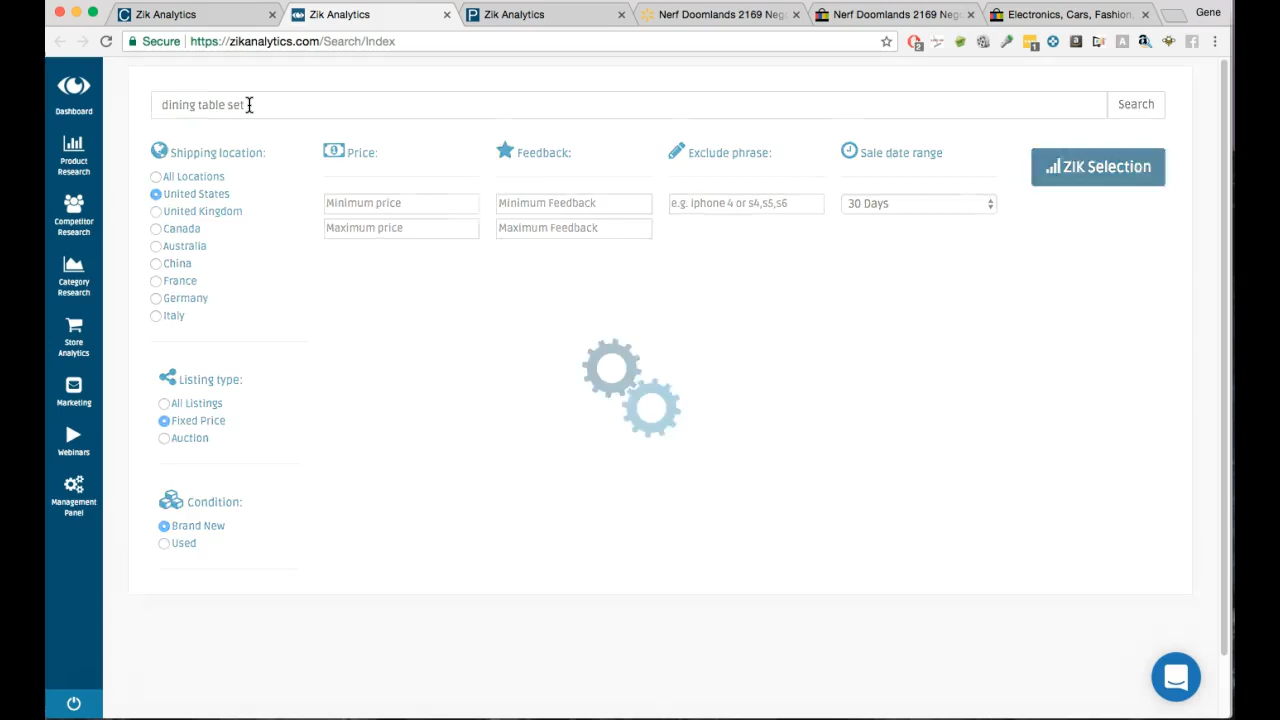 Zik Analytics
Zik Analytics
Zik Analytics
Nerf Doomlands 2169 Neg
Nerf Doomlands 2169 Neg
Electronics, Cars, Fashion,
Gene
Secure
https://zikanalytics.com/Search/Index
2
1
A
a
f
Dashboard
Product
Research
Competitor
Research
Category
Research
Store
Analytics
Marketing
Webinars
Management
Panel
dining table set
Search
Shipping location:
All Locations
United States
United Kingdom
Canada
Australia
China
France
Germany
Italy
Price:
Minimum price
Maximum price
Feedback:
Minimum Feedback
Maximum Feedback
Exclude phrase:
e.g. iphone 4 or s4,s5,s6
Sale date range
30 Days
ZIK Selection
Listing type:
All Listings
Fixed Price
Auction
Condition:
Brand New
Used